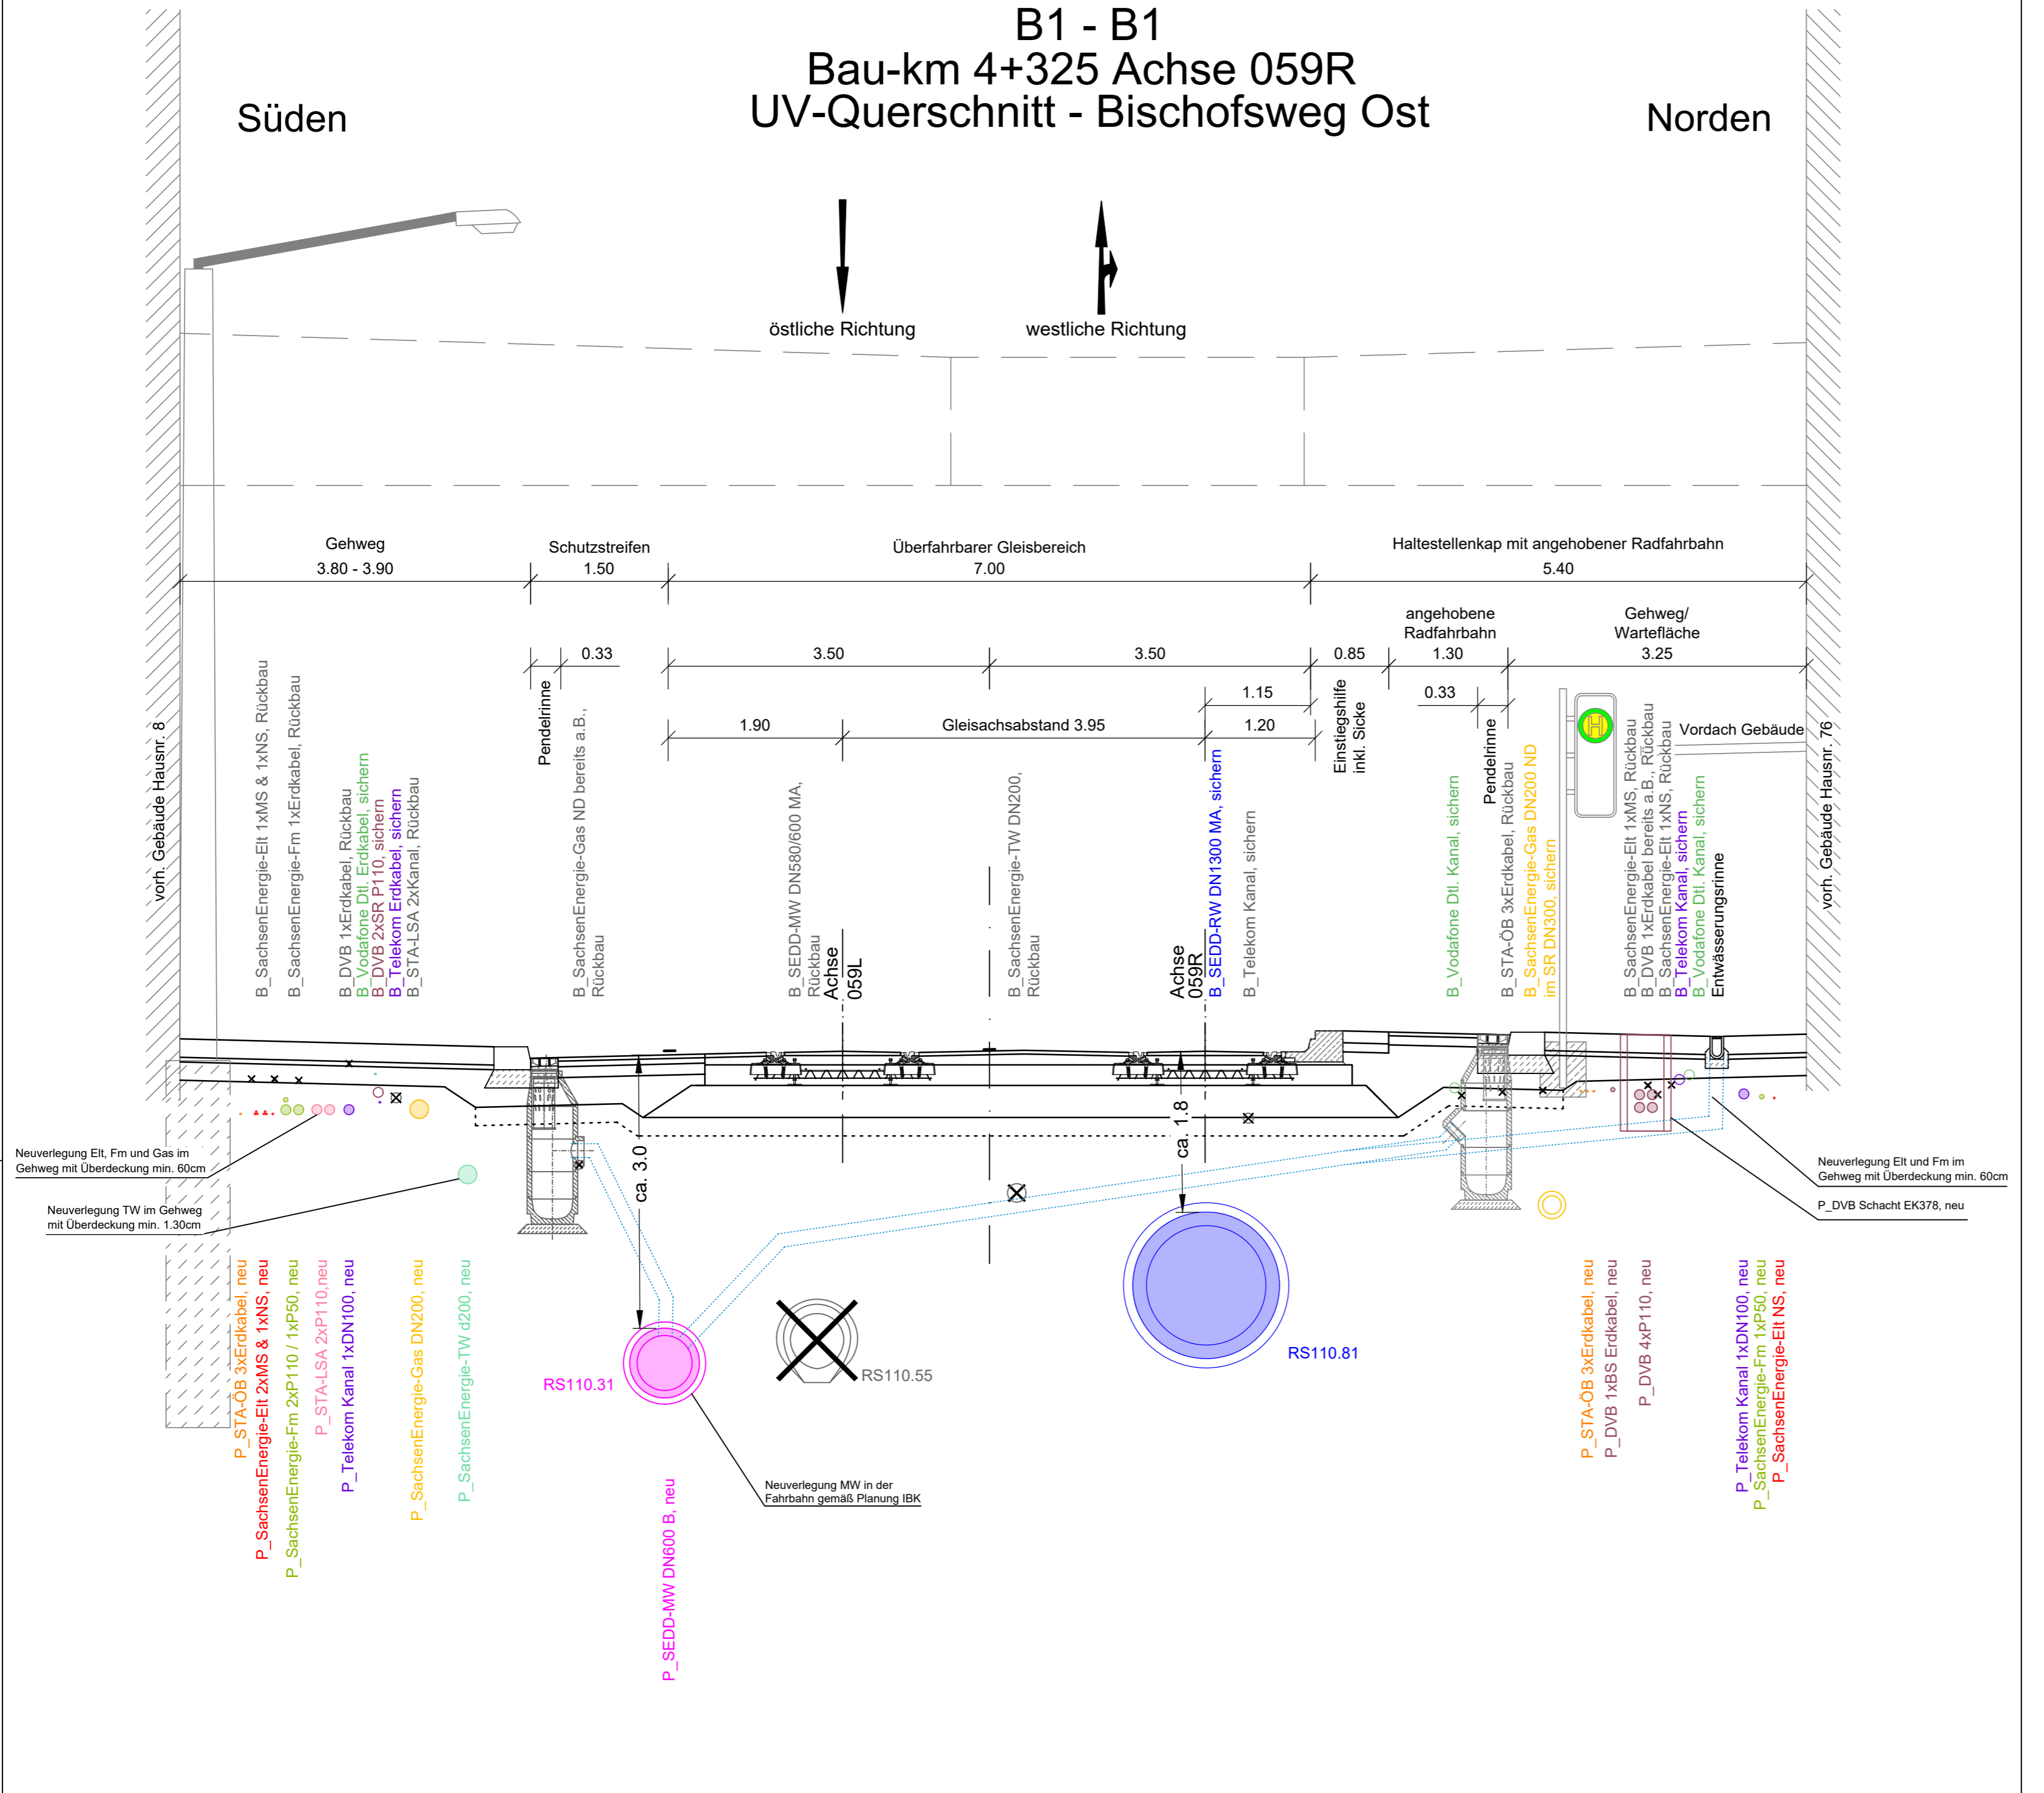 B1 - B1
Bau-km 4+325 Achse 059R
UV-Querschnitt - Bischofsweg Ost
Süden
Norden
östliche Richtung
westliche Richtung
Gehweg
3.80 - 3.90
Schutzstreifen
1.50
Überfahrbarer Gleisbereich
7.00
Haltestellenkap mit angehobener Radfahrbahn
5.40
angehobene
Radfahrbahn
1.30
Gehweg/
Wartefläche
3.25
0.33
3.50
3.50
0.85
1.15
0.33
1.90
Gleisachsabstand 3.95
1.20
H
Vordach Gebäude
vorh. Gebäude Hausnr. 8
B_SachsenEnergie-Elt 1xMS & 1xNS, Rückbau
B_SachsenEnergie-Fm 1xErdkabel, Rückbau
B_DVB 1xErdkabel, Rückbau
B_Vodafone Dtl. Erdkabel, sichern
B_DVB 2xSR P110, sichern
B_Telekom Erdkabel, sichern
B_STA-LSA 2xKanal, Rückbau
Pendelrinne
B_SachsenEnergie-Gas ND bereits a.B.,
Rückbau
B_SEDD-MW DN580/600 MA,
Rückbau
Achse
059L
B_SachsenEnergie-TW DN200,
Rückbau
Achse
059R
B_SEDD-RW DN1300 MA, sichern
B_Telekom Kanal, sichern
Einstiegshilfe
inkl. Sicke
B_Vodafone Dtl. Kanal, sichern
Pendelrinne
B_STA-ÖB 3xErdkabel, Rückbau
B_SachsenEnergie-Gas DN200 ND
im SR DN300, sichern
B_SachsenEnergie-Elt 1xMS, Rückbau
B_DVB 1xErdkabel bereits a.B., Rückbau
B_SachsenEnergie-Elt 1xNS, Rückbau
B_Telekom Kanal, sichern
B_Vodafone Dtl. Kanal, sichern
Entwässerungsrinne
vorh. Gebäude Hausnr. 76
ca. 3.0
ca. 1.8
Neuverlegung Elt, Fm und Gas im
Gehweg mit Überdeckung min. 60cm
Neuverlegung TW im Gehweg
mit Überdeckung min. 1.30cm
Neuverlegung Elt und Fm im
Gehweg mit Überdeckung min. 60cm
P_DVB Schacht EK378, neu
RS110.31
RS110.55
RS110.81
P_STA-ÖB 3xErdkabel, neu
P_SachsenEnergie-Elt 2xMS & 1xNS, neu
P_SachsenEnergie-Fm 2xP110 / 1xP50, neu
P_STA-LSA 2xP110,neu
P_Telekom Kanal 1xDN100, neu
P_SachsenEnergie-Gas DN200, neu
P_SachsenEnergie-TW d200, neu
P_SEDD-MW DN600 B, neu
Neuverlegung MW in der
Fahrbahn gemäß Planung IBK
P_STA-ÖB 3xErdkabel, neu
P_DVB 1xBS Erdkabel, neu
P_DVB 4xP110, neu
P_Telekom Kanal 1xDN100, neu
P_SachsenEnergie-Fm 1xP50, neu
P_SachsenEnergie-Elt NS, neu